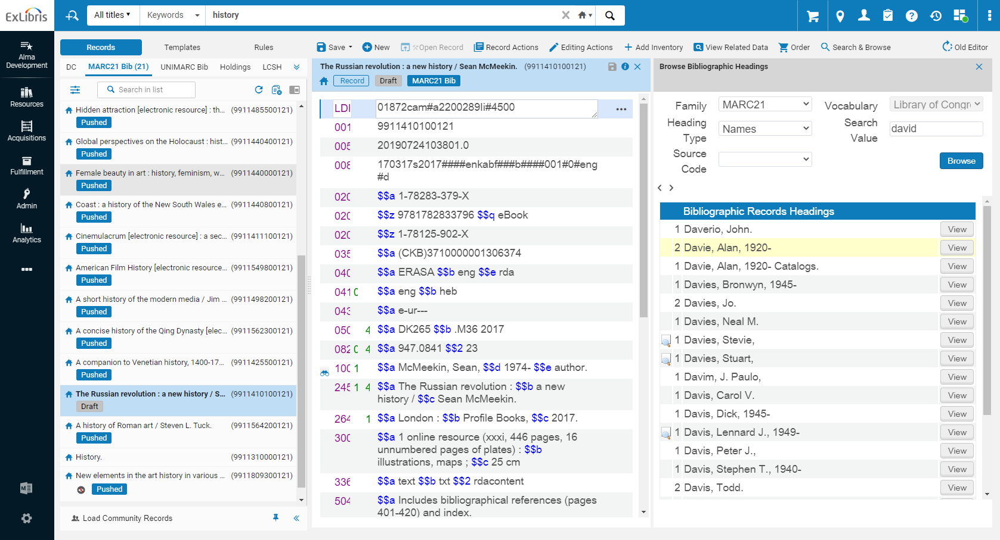 ExLibris
All titles
Keywords
history
Alma
Development
Resources
Acquisitions
Fulfillment
Admin
Analytics
Records
Templates
Rules
DC
MARC21 Bib (21)
UNIMARC Bib
Holdings
LCSH
Search in list
Hidden attraction [electronic resource] : th... (9911485500121)
Pushed
Global perspectives on the Holocaust : hist... (9911440400121)
Pushed
Female beauty in art : history, feminism, w... (9911440000121)
Pushed
Coast : a history of the New South Wales e... (9911440800121)
Pushed
Cinemulacrum [electronic resource] : a sec... (9911411100121)
Pushed
American Film History [electronic resource... (9911549800121)
Pushed
A short history of the modern media / Jim ... (9911498200121)
Pushed
A concise history of the Qing Dynasty [elec... (9911562300121)
Pushed
A companion to Venetian history, 1400-17... (9911425500121)
Pushed
The Russian revolution : a new history / S... (9911410100121)
Draft
A history of Roman art / Steven L. Tuck. (9911564200121)
Pushed
History. (9911310000121)
New elements in the art history in various ... (9911809300121)
Pushed
Load Community Records
Save
New
Open Record
Record Actions
Editing Actions
Add Inventory
View Related Data
Order
Search & Browse
Old Editor
The Russian revolution : a new history / Sean McMeekin. (9911410100121)
Record
Draft
MARC21 Bib
LDI 01872cam#a2200289Ii#4500
001 9911410100121
005 20190724103801.0
008 170317s2017####enkabf###b####001#0#eng
#d
020 $$a 1-78283-379-X
020 $$z 9781782833796 $$q eBook
020 $$z 1-78125-902-X
035 $$a (CKB)3710000001306374
040 $$a ERASA $$b eng $$e rda
041 0 $$a eng $$b heb
043 $$a e-ur---
050 4 $$a DK265 $$b .M36 2017
082 0 4 $$a 947.0841 $$2 23
100 1 $$a McMeekin, Sean, $$d 1974- $$e author.
245 1 4 $$a The Russian revolution : $$b a new
history / $$c Sean McMeekin.
264 1 $$a London : $$b Profile Books, $$c 2017.
300 $$a 1 online resource (xxxi, 446 pages, 16
unnumbered pages of plates) : $$b
illustrations, maps ; $$c 25 cm
336 $$a text $$b txt $$2 rdacontent
504 $$a Includes bibliographical references (pages
401-420) and index.
Browse Bibliographic Headings
Family MARC21
Vocabulary Library of Congr
Heading
Type Names
Search
Value david
Source
Code
Browse
Bibliographic Records Headings
1 Daverio, John. View
2 Davie, Alan, 1920- View
1 Davie, Alan, 1920- Catalogs. View
1 Davies, Bronwyn, 1945- View
2 Davies, Jo. View
1 Davies, Neal M. View
1 Davies, Stevie, View
1 Davies, Stuart, View
1 Davim, J. Paulo, View
1 Davis, Carol V. View
1 Davis, Dick, 1945- View
1 Davis, Lennard J., 1949- View
1 Davis, Peter J., View
1 Davis, Stephen T., 1940- View
2 Davis, Todd. View